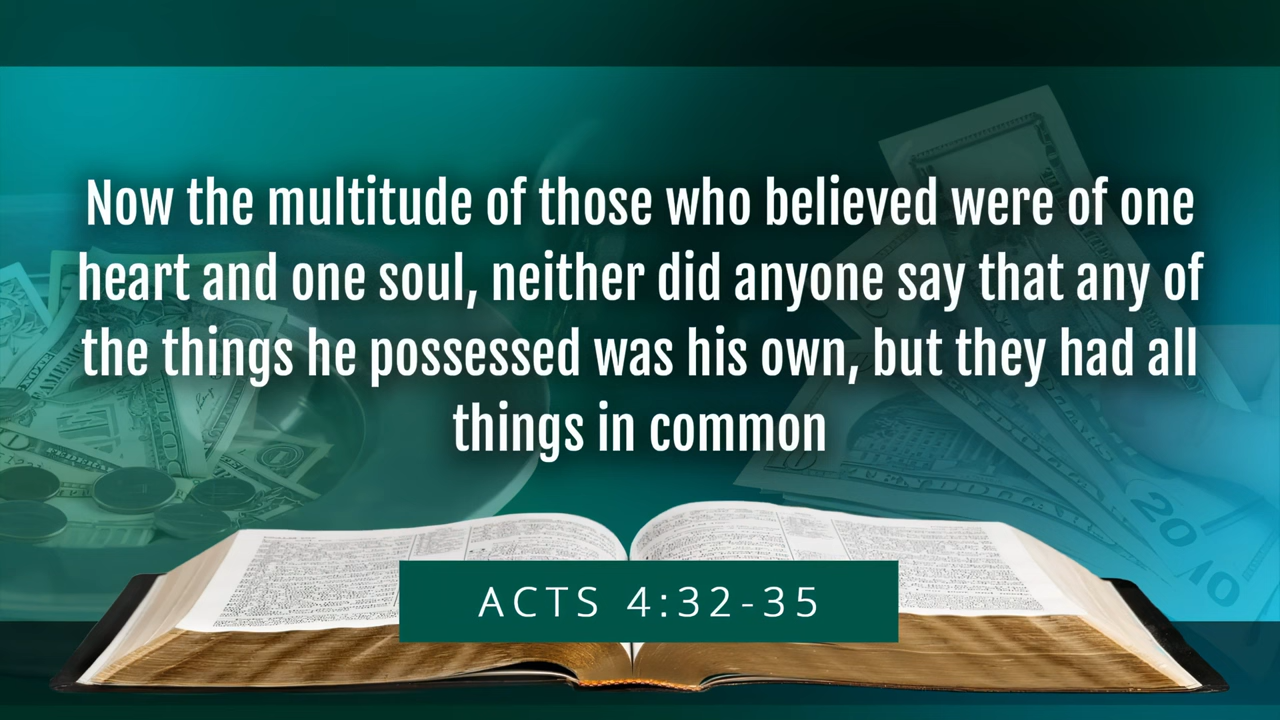 Now the multitude of those who believed were of one
heart and one soul, neither did anyone say that any of
the things he possessed was his own, but they had all
things in common
ACTS 4:32-35
20
10